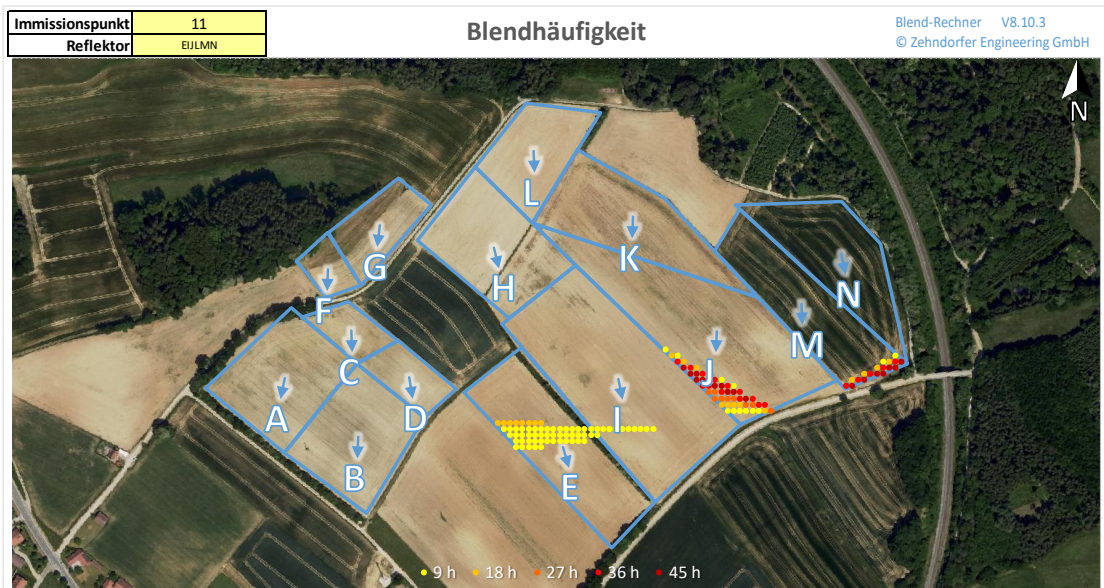 Immissionspunkt 11
Reflektor EIJLMN
Blendhäufigkeit
Blend-Rechner V8.10.3
© Zehndorfer Engineering GmbH
N
L
K
G
N
H
F
M
C
J
A
D
I
B
E
9 h 18 h 27 h 36 h 45 h